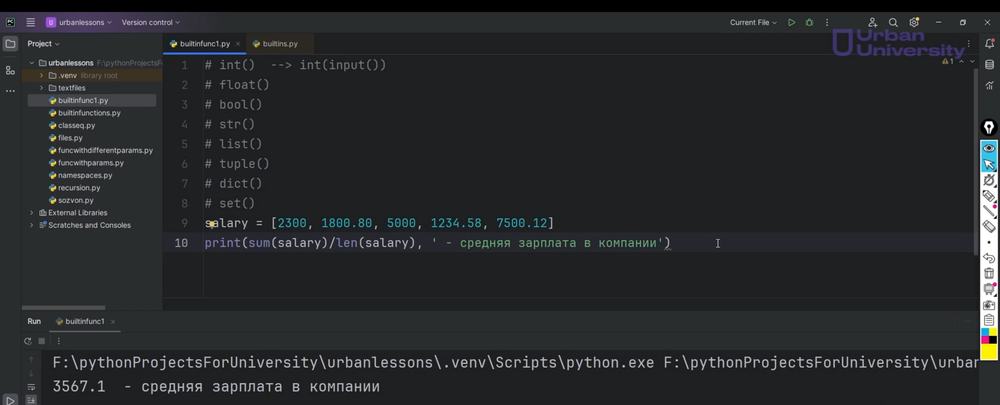 PC U urbanlessons Version control Current File
Urban
University
Project builtinfunc1.py builtins.py
urbanlessons F:\pythonProjectsF
.venv library root
textfiles
builtinfunc1.py
builtinfunctions.py
classeq.py
files.py
funcwithdifferentparams.py
funcwithparams.py
namespaces.py
recursion.py
sozvon.py
External Libraries
Scratches and Consoles
1
1 # int() --> int(input())
2 # float()
3 # bool()
4 # str()
5 # list()
6 # tuple()
7 # dict()
8 # set()
9 salary = [2300, 1800.80, 5000, 1234.58, 7500.12]
10 print(sum(salary)/len(salary), ' - средняя зарплата в компании')
Run builtinfunc1
F:\pythonProjectsForUniversity\urbanlessons\.venv\Scripts\python.exe F:\pythonProjectsForUniversity\urbar
3567.1 - средняя зарплата в компании